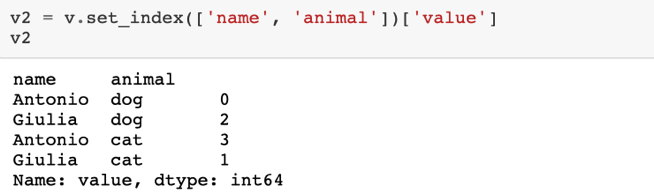 v2 = v.set_index(['name', 'animal'])['value']
v2
name     animal
Antonio  dog       0
Giulia   dog       2
Antonio  cat       3
Giulia   cat       1
Name: value, dtype: int64